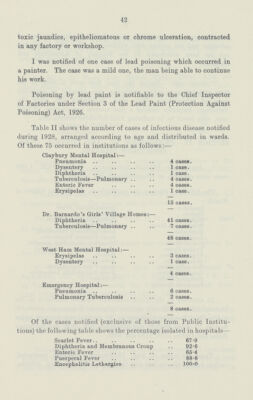 42
toxic jaundice, epitheliomatous or chrome ulceration, contracted
in any factory or workshop.
I was notified of one case of lead poisoning which occurred in
a painter. The case was a mild one, the man being able to continue
his work.
Poisoning by lead paint is notifiable to the Chief Inspector
of Factories under Section 3 of the Lead Paint (Protection Against
Poisoning) Act, 1926.
Table II shows the number of cases of infectious disease notified
during 1928, arranged according to age and distributed in wards.
Of these 75 occurred in institutions as follows:—
Claybury Mental Hospital:—
Pneumonia .. .. .. .. 4 cases.
Dysentery .. .. .. .. 1 case.
Diphtheria .. .. .. .. 1 case.
Tuberculosis—Pulmonary .. .. 4 cases.
Enteric Fever .. .. .. 4 cases.
Erysipelas .. .. .. .. 1 case.
15 cases.
Dr. Barnardo's Girls' Village Homes:—
Diphtheria .. .. .. .. 41 cases.
Tuberculosis—Pulmonary .. .. 7 cases.
48 cases.
West Ham Mental Hospital:—
Erysipelas .. .. .. .. 3 cases.
Dysentery .. .. .. .. 1 case.
4 cases.
Emergency Hospital:—
Pneumonia .. .. .. .. 6 cases.
Pulmonary Tuberculosis .. .. 2 cases.
8 cases.
Of the cases notified (exclusive of those from Public Institu-
tions) the following table shows the percentage isolated in hospitals—
Scarlet Fever .. .. .. .. 67·9
Diphtheria and Membranous Croup .. 92·6
Enteric Fever .. .. .. ..
Puerperal Fever .. .. .. ..
Encephalitis Lethargica .. .. 100·0